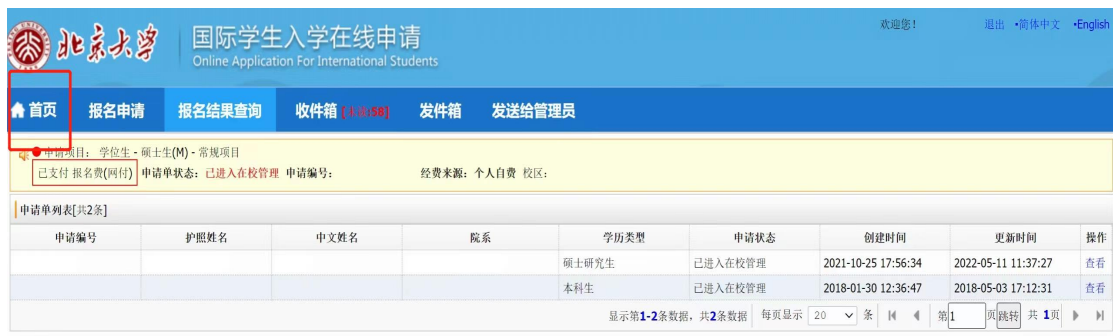 北京大学 国际学生入学在线申请 欢迎您! 退出 •简体中文 •English
Online Application For International Students
首页 报名申请 报名结果查询 收件箱 [未读:58] 发件箱 发送给管理员
申请项目: 学位生 - 硕士生(M) - 常规项目
已支付 报名费(网付) 申请单状态: 已进入在校管理 申请编号: 经费来源: 个人自费 校区:
申请单列表[共2条]
申请编号 护照姓名 中文姓名 院系 学历类型 申请状态 创建时间 更新时间 操作
硕士研究生 已进入在校管理 2021-10-25 17:56:34 2022-05-11 11:37:27 查看
本科生 已进入在校管理 2018-01-30 12:36:47 2018-05-03 17:12:31 查看
显示第1-2条数据, 共2条数据 每页显示 20 条 第1 页 跳转 共 1页